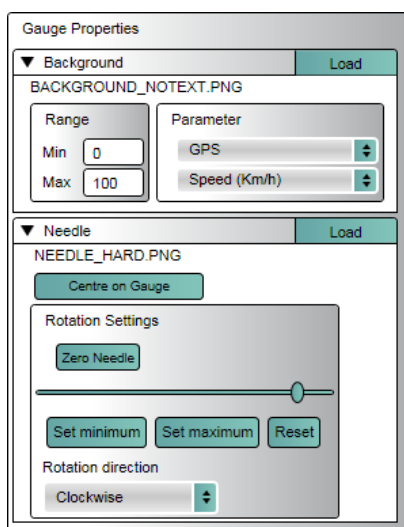 Gauge Properties
Background Load
BACKGROUND_NOTEXT.PNG
Range Parameter
Min 0 GPS
Max 100 Speed (Km/h)
Needle Load
NEEDLE_HARD.PNG
Centre on Gauge
Rotation Settings
Zero Needle
Set minimum Set maximum Reset
Rotation direction
Clockwise